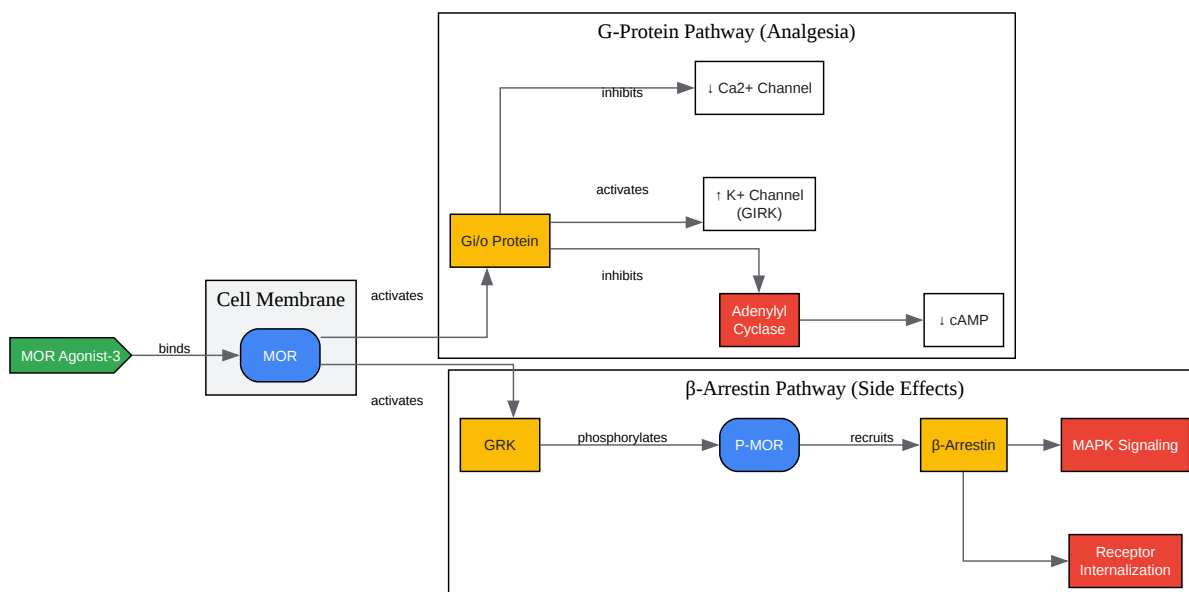 G-Protein Pathway (Analgesia)
↓ Ca2+ Channel
inhibits
activates
↑ K+ Channel
(GIRK)
Gi/o Protein
inhibits
Adenylyl
Cyclase
↓ cAMP
Cell Membrane
activates
MOR Agonist-3
binds
MOR
activates
β-Arrestin Pathway (Side Effects)
GRK
phosphorylates
P-MOR
recruits
β-Arrestin
MAPK Signaling
Receptor
Internalization